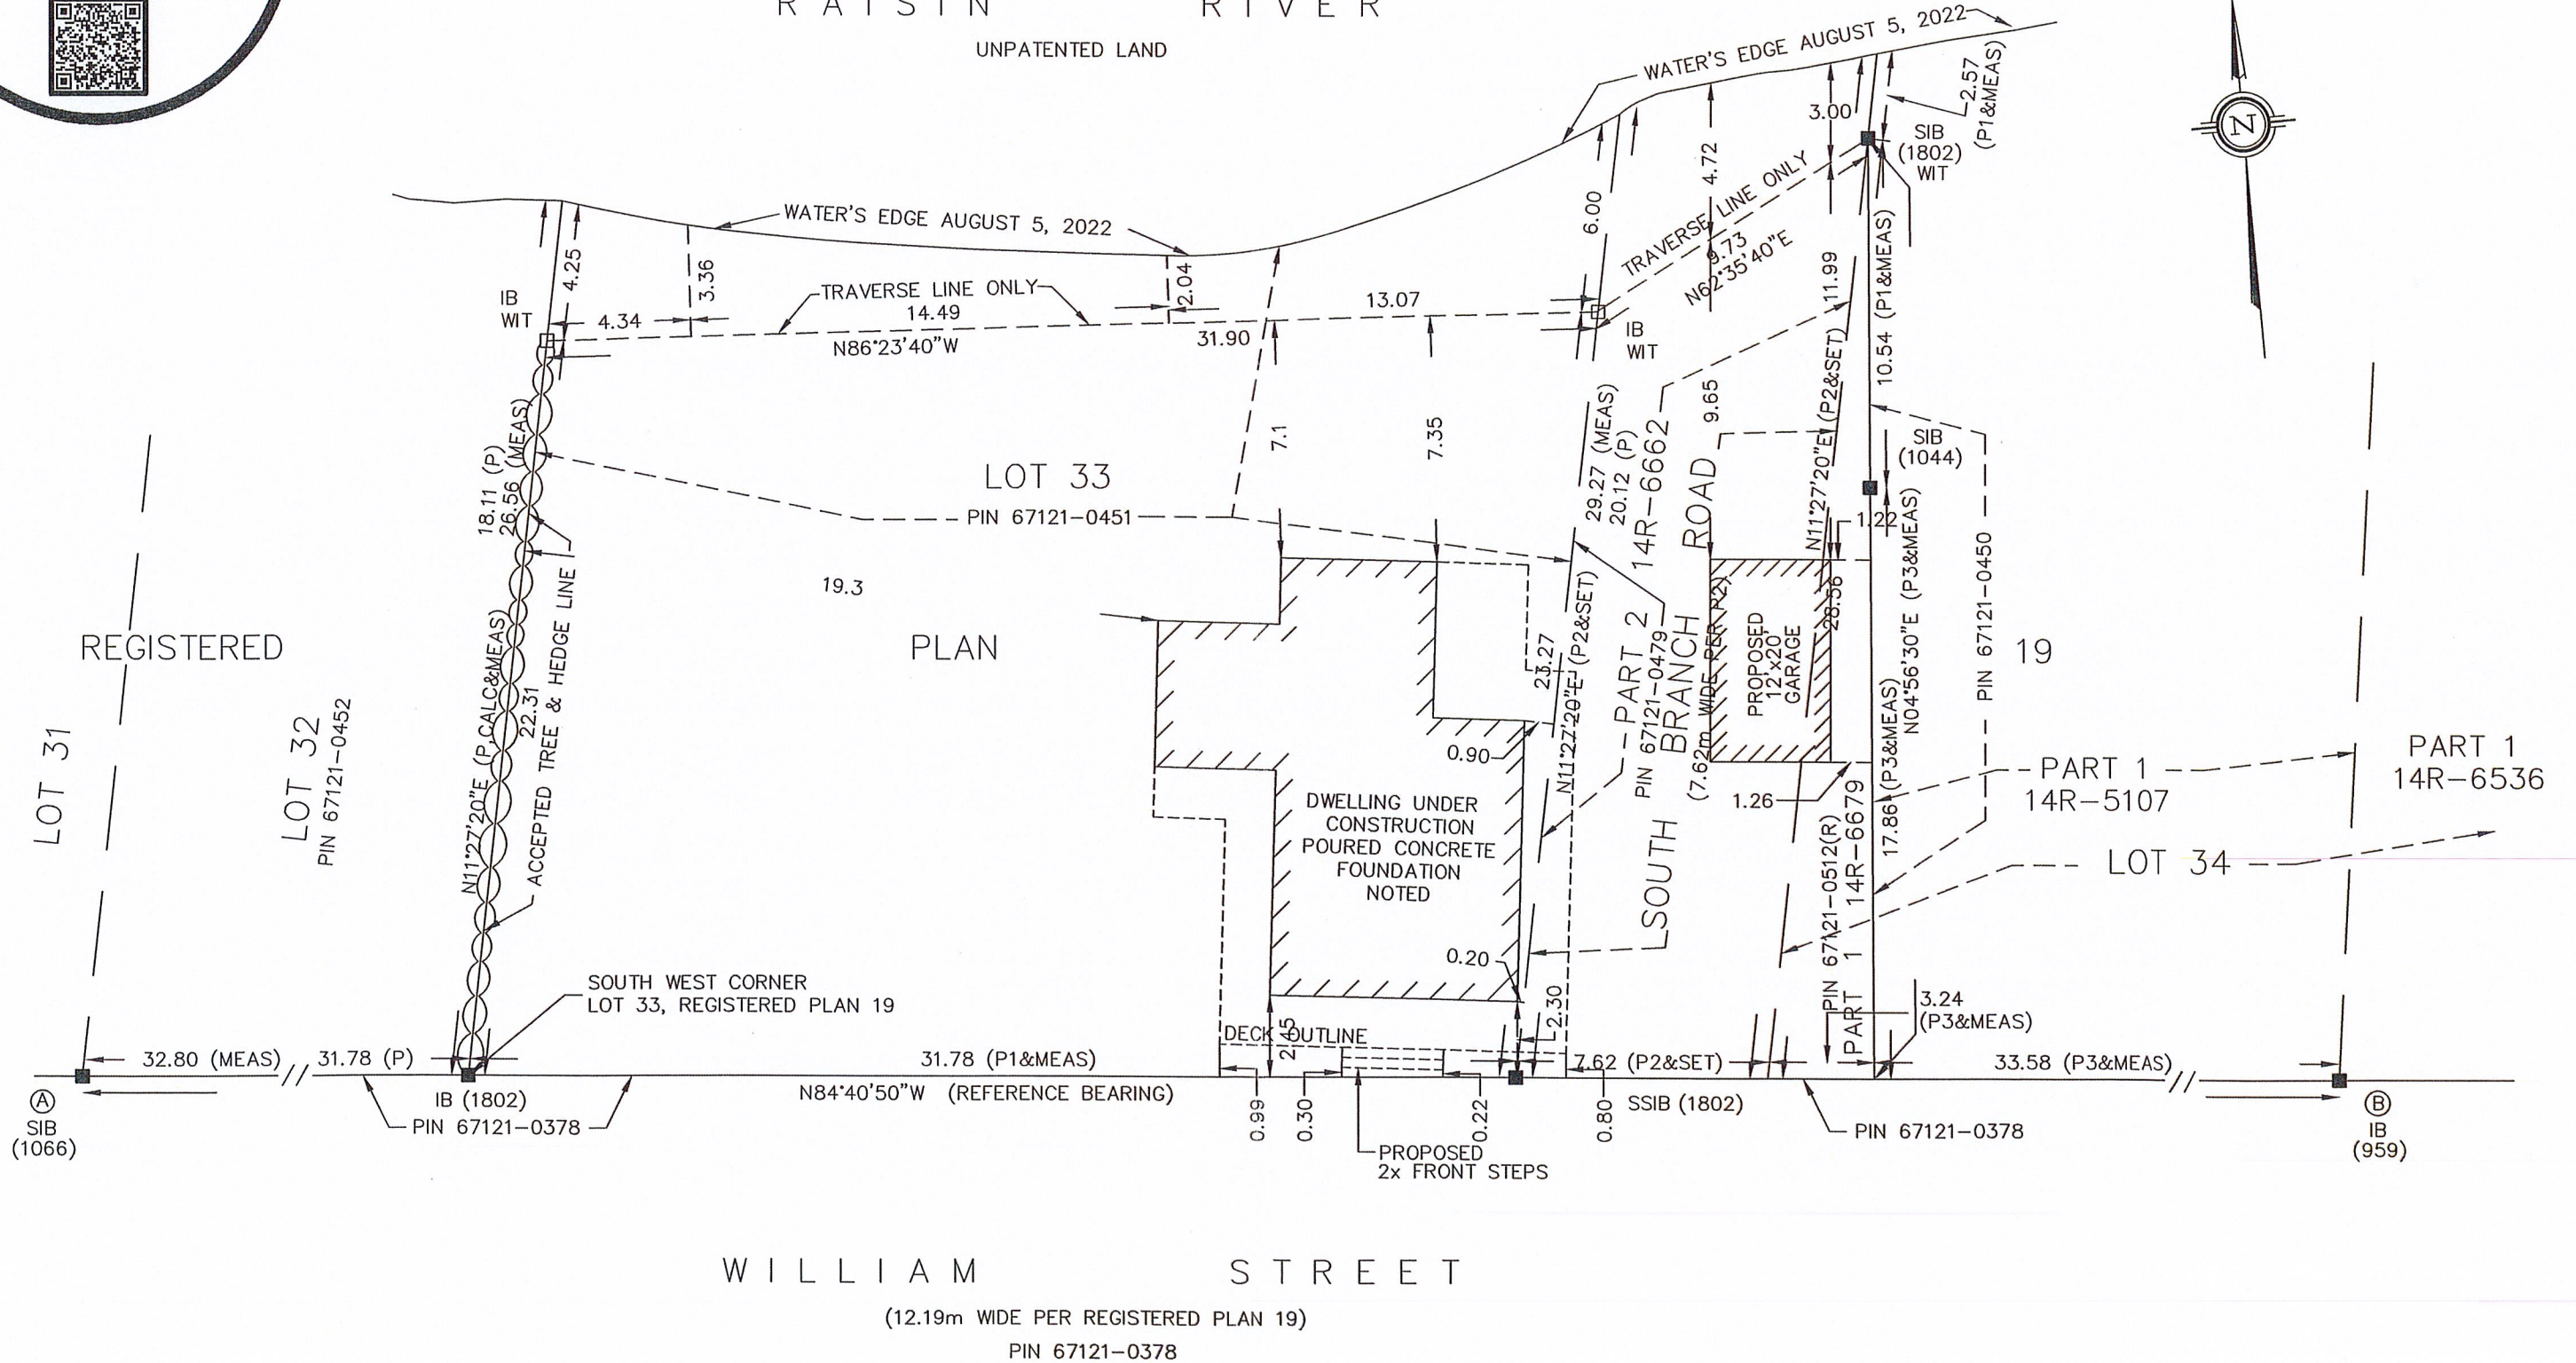 RAISIN RIVER
UNPATENTED LAND
WATER'S EDGE AUGUST 5, 2022
WATER'S EDGE AUGUST 5, 2022
2.57
(P1&MEAS)
3.00
SIB
(1802)
WIT
N
4.72
6.00
TRAVERSE LINE ONLY
9.73
N62°35'40"E
11.99
10.54 (P1&MEAS)
WATER'S EDGE AUGUST 5, 2022
4.25
3.36
2.04
IB
WIT
4.34
TRAVERSE LINE ONLY
14.49
N86°23'40"W
31.90
13.07
IB
WIT
18.11 (P)
26.56 (MEAS)
7.1
7.35
29.27 (MEAS)
20.12 (P)
14R-6662
9.65
N11°27'20"E (P2&SET)
SIB
(1044)
LOT 33
PIN 67121-0451
1.22
19.3
REGISTERED
PLAN
19
LOT 31
LOT 32
PIN 67121-0452
N11°27'20"E (P,CALC&MEAS)
22.31
ACCEPTED TREE & HEDGE LINE
23.27
N11°27'20"E (P2&SET)
PART 2
PIN 67121-0479
SOUTH BRANCH ROAD
(7.62m WIDE PER P2)
PROPOSED
12'x20'
GARAGE
28.56
N04°56'30"E (P3&MEAS)
PIN 67121-0450
17.86 (P3&MEAS)
0.90
1.26
PART 1
14R-5107
PART 1
14R-6536
DWELLING UNDER
CONSTRUCTION
POURED CONCRETE
FOUNDATION
NOTED
LOT 34
PIN 67121-0512(R)
PART 1 14R-6679
0.20
SOUTH WEST CORNER
LOT 33, REGISTERED PLAN 19
DECK OUTLINE
2.45
2.30
3.24
(P3&MEAS)
32.80 (MEAS)
31.78 (P)
31.78 (P1&MEAS)
7.62 (P2&SET)
33.58 (P3&MEAS)
N84°40'50"W (REFERENCE BEARING)
A
SIB
(1066)
IB (1802)
PIN 67121-0378
0.99
0.30
0.22
0.80
SSIB (1802)
PIN 67121-0378
B
IB
(959)
PROPOSED
2x FRONT STEPS
WILLIAM STREET
(12.19m WIDE PER REGISTERED PLAN 19)
PIN 67121-0378